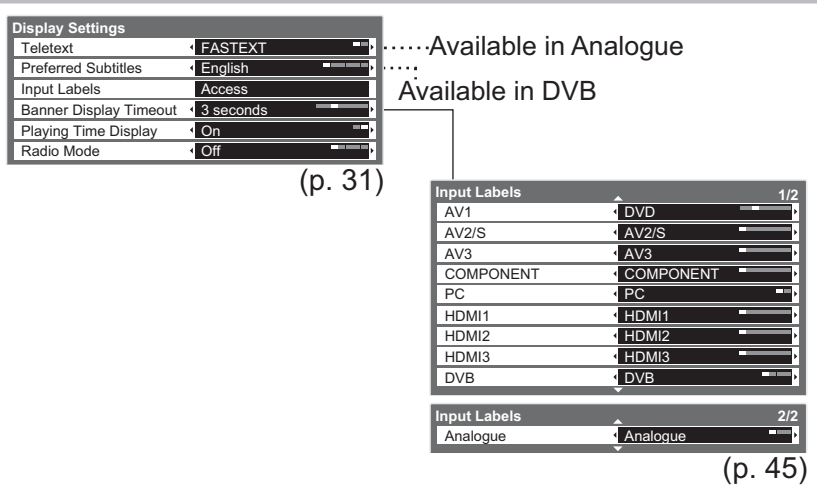 Display Settings
Teletext FASTEXT
Preferred Subtitles English
Input Labels Access
Banner Display Timeout 3 seconds
Playing Time Display On
Radio Mode Off
Available in Analogue
Available in DVB
(p. 31)
Input Labels 1/2
AV1 DVD
AV2/S AV2/S
AV3 AV3
COMPONENT COMPONENT
PC PC
HDMI1 HDMI1
HDMI2 HDMI2
HDMI3 HDMI3
DVB DVB
Input Labels 2/2
Analogue Analogue
(p. 45)